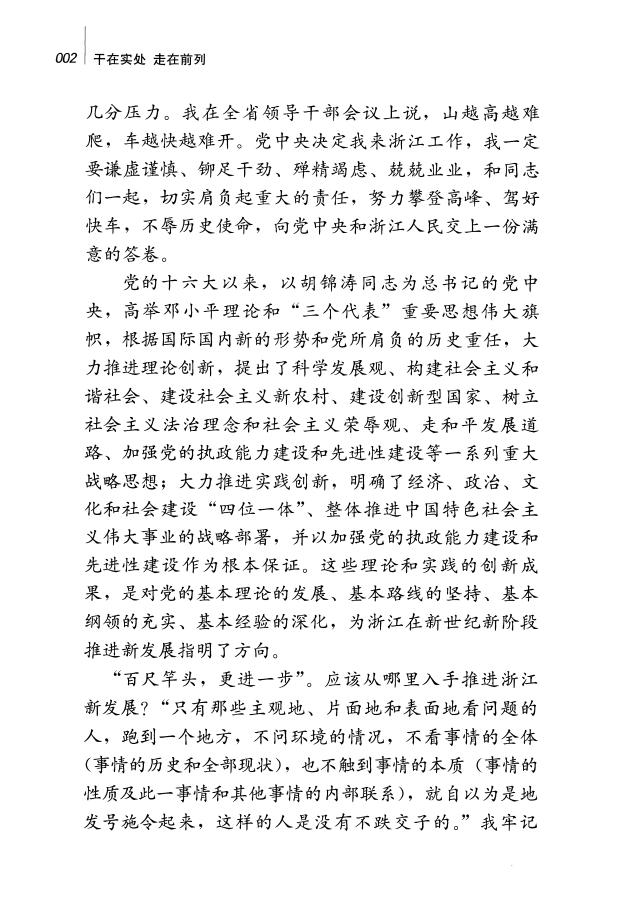 002 干在实处 走在前列
几分压力。我在全省领导干部会议上说，山越高越难
爬，车越快越难开。党中央决定我来浙江工作，我一定
要谦虚谨慎、铆足干劲、殚精竭虑、兢兢业业，和同志
们一起，切实肩负起重大的责任，努力攀登高峰、驾好
快车，不辱历史使命，向党中央和浙江人民交上一份满
意的答卷。
党的十六大以来，以胡锦涛同志为总书记的党中
央，高举邓小平理论和“三个代表”重要思想伟大旗
帜，根据国际国内新的形势和党所肩负的历史重任，大
力推进理论创新，提出了科学发展观、构建社会主义和
谐社会、建设社会主义新农村、建设创新型国家、树立
社会主义法治理念和社会主义荣辱观、走和平发展道
路、加强党的执政能力建设和先进性建设等一系列重大
战略思想；大力推进实践创新，明确了经济、政治、文
化和社会建设“四位一体”、整体推进中国特色社会主
义伟大事业的战略部署，并以加强党的执政能力建设和
先进性建设作为根本保证。这些理论和实践的创新成
果，是对党的基本理论的发展、基本路线的坚持、基本
纲领的充实、基本经验的深化，为浙江在新世纪新阶段
推进新发展指明了方向。
“百尺竿头，更进一步”。应该从哪里入手推进浙江
新发展？“只有那些主观地、片面地和表面地看问题的
人，跑到一个地方，不问环境的情况，不看事情的全体
（事情的历史和全部现状），也不触到事情的本质（事情的
性质及此一事情和其他事情的内部联系），就自以为是地
发号施令起来，这样的人是没有不跌交子的。”我牢记